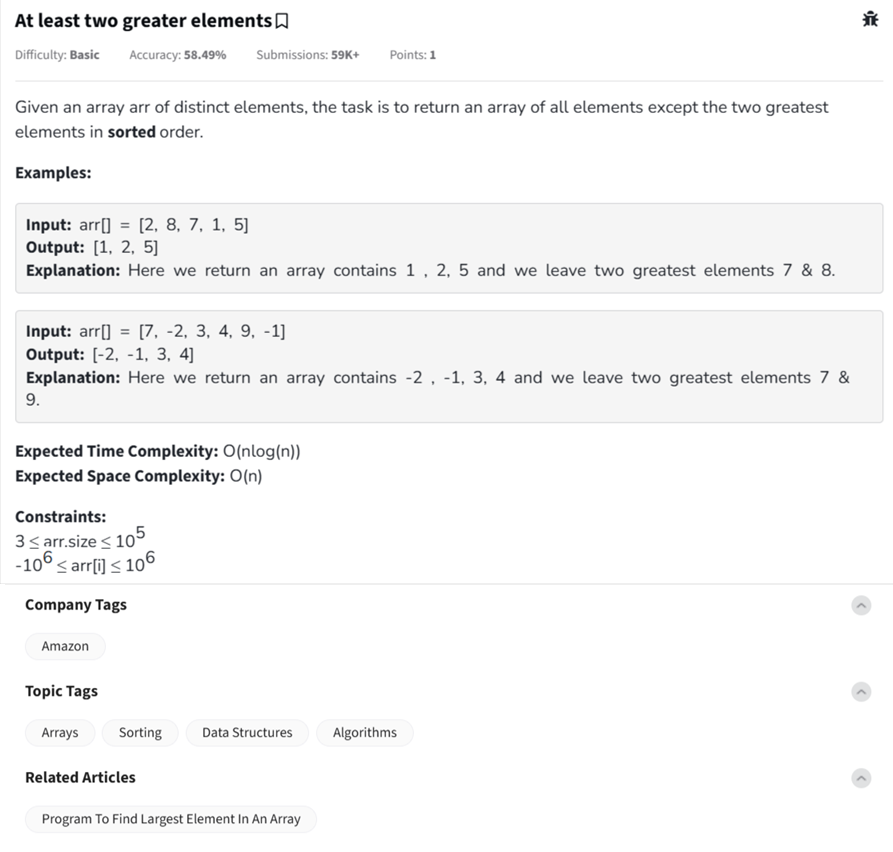 At least two greater elements
Difficulty: Basic Accuracy: 58.49% Submissions: 59K+ Points: 1
Given an array arr of distinct elements, the task is to return an array of all elements except the two greatest
elements in sorted order.
Examples:
Input: arr[] = [2, 8, 7, 1, 5]
Output: [1, 2, 5]
Explanation: Here we return an array contains 1 , 2, 5 and we leave two greatest elements 7 & 8.
Input: arr[] = [7, -2, 3, 4, 9, -1]
Output: [-2, -1, 3, 4]
Explanation: Here we return an array contains -2 , -1, 3, 4 and we leave two greatest elements 7 &
9.
Expected Time Complexity: O(nlog(n))
Expected Space Complexity: O(n)
Constraints:
3 ≤ arr.size ≤ 10^5
-10^6 ≤ arr[i] ≤ 10^6
Company Tags
Amazon
Topic Tags
Arrays Sorting Data Structures Algorithms
Related Articles
Program To Find Largest Element In An Array